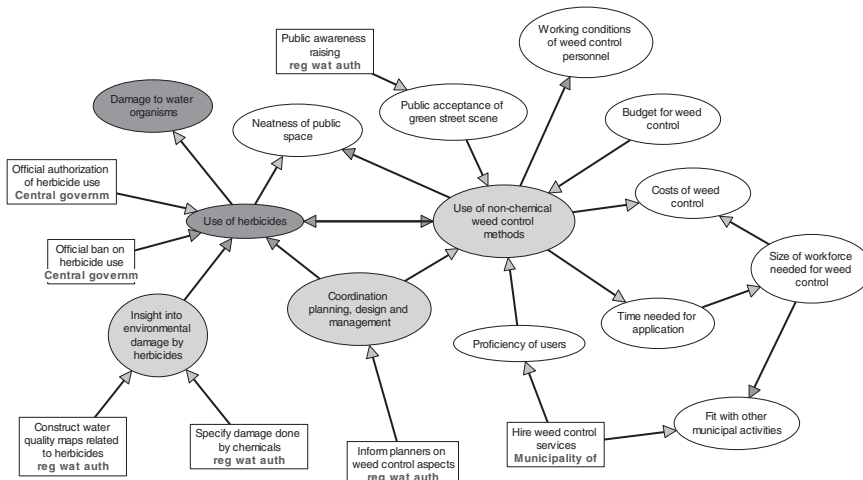 Public awareness
raising
reg wat auth
Working conditions
of weed control
personnel
Damage to water
organisms
Neatness of public
space
Public acceptance of
green street scene
Budget for weed
control
Official authorization
of herbicide use
Central governm
Use of herbicides
Use of non-chemical
weed control
methods
Costs of weed
control
Official ban on
herbicide use
Central governm
Size of workforce
needed for weed
control
Insight into
environmental
damage by
herbicides
Coordination
planning, design and
management
Time needed for
application
Proficiency of users
Fit with other
municipal activities
Construct water
quality maps related
to herbicides
reg wat auth
Specify damage done
by chemicals
reg wat auth
Inform planners on
weed control aspects
reg wat auth
Hire weed control
services
Municipality of